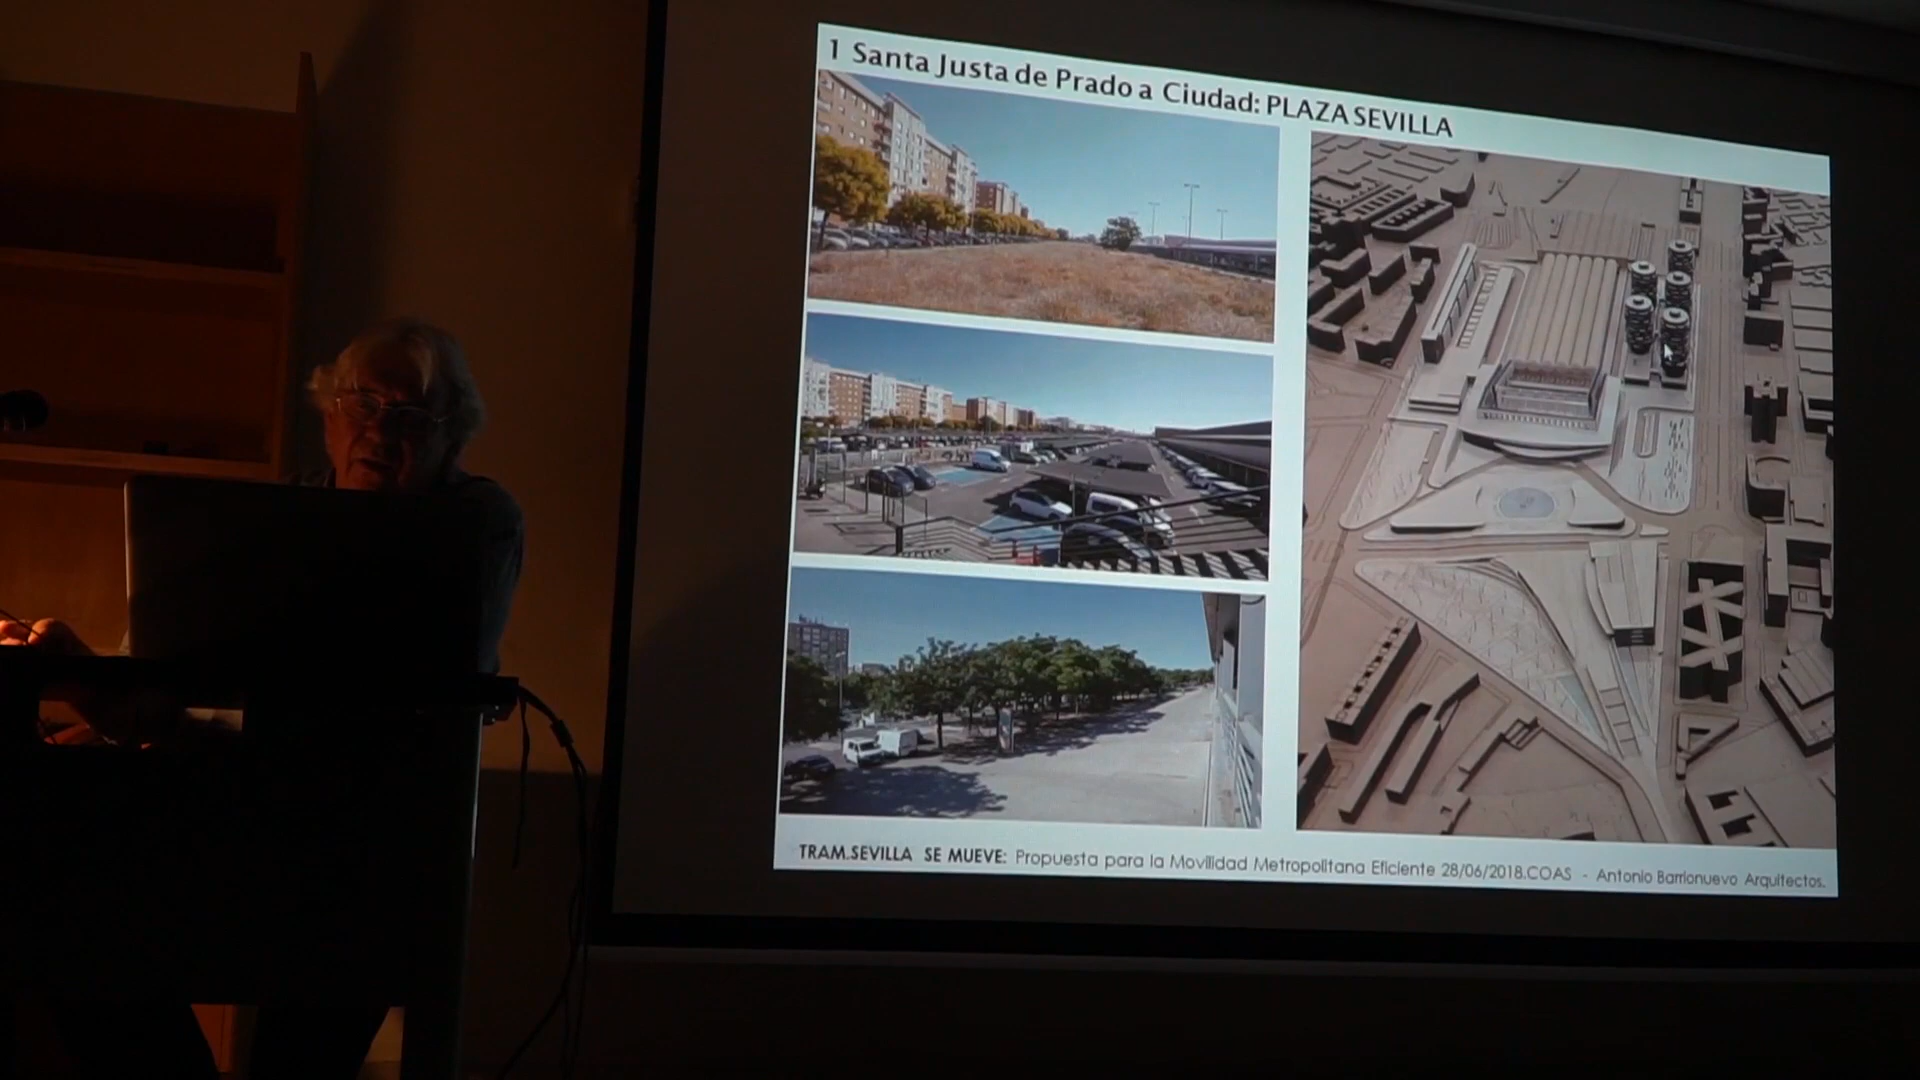 1 Santa Justa de Prado a Ciudad: PLAZA SEVILLA
TRAM.SEVILLA SE MUEVE: Propuesta para la Movilidad Metropolitana Eficiente 28/06/2018.COAS - Antonio Barrionuevo Arquitectos.